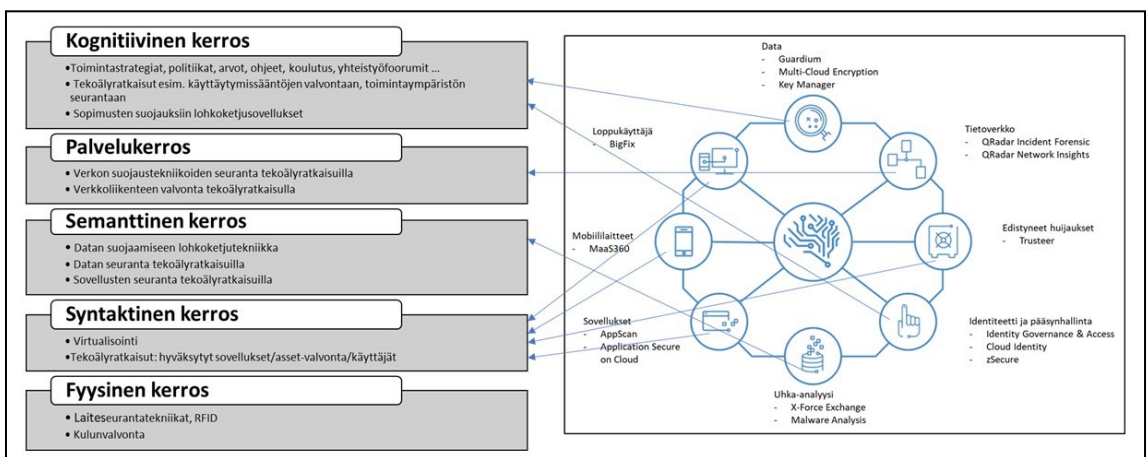 Kognitiivinen kerros
•Toimintastrategiat, politiikat, arvot, ohjeet, koulutus, yhteistyöfoorumit ...
• Tekoälyratkaisut esim. käyttäytymissääntöjen valvontaan, toimintaympäristön
seurantaan
• Sopimusten suojauksiin lohkoketjusovellukset
Palvelukerros
• Verkon suojaustekniikoiden seuranta tekoälyratkaisuilla
• Verkkoliikenteen valvonta tekoälyratkaisulla
Semanttinen kerros
• Datan suojaamiseen lohkoketjutekniikka
• Datan seuranta tekoälyratkaisuilla
• Sovellusten seuranta tekoälyratkaisuilla
Syntaktinen kerros
• Virtualisointi
•Tekoälyratkaisut: hyväksytyt sovellukset/asset-valvonta/käyttäjät
Fyysinen kerros
• Laiteseurantatekniikat, RFID
• Kulunvalvonta
Data
- Guardium
- Multi-Cloud Encryption
- Key Manager
Loppukäyttäjä
- BigFix
Tietoverkko
- QRadar Incident Forensic
- QRadar Network Insights
Mobiililaitteet
- MaaS360
Edistyneet huijaukset
- Trusteer
Sovellukset
- AppScan
- Application Secure
on Cloud
Identiteetti ja pääsynhallinta
- Identity Governance & Access
- Cloud Identity
- zSecure
Uhka-analyysi
- X-Force Exchange
- Malware Analysis